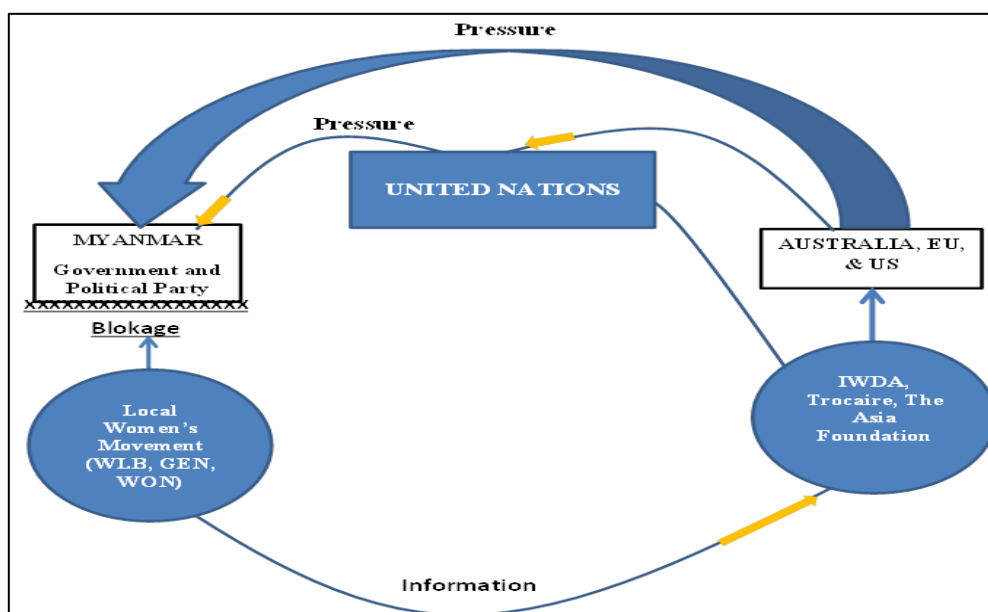 Pressure
Pressure
UNITED NATIONS
MYANMAR
Government and
Political Party
XXXXXXXXXXXXXXXXXX
Blokage
AUSTRALIA, EU,
& US
Local
Women's
Movement
(WLB, GEN,
WON)
IWDA,
Trocaire, The
Asia
Foundation
Information